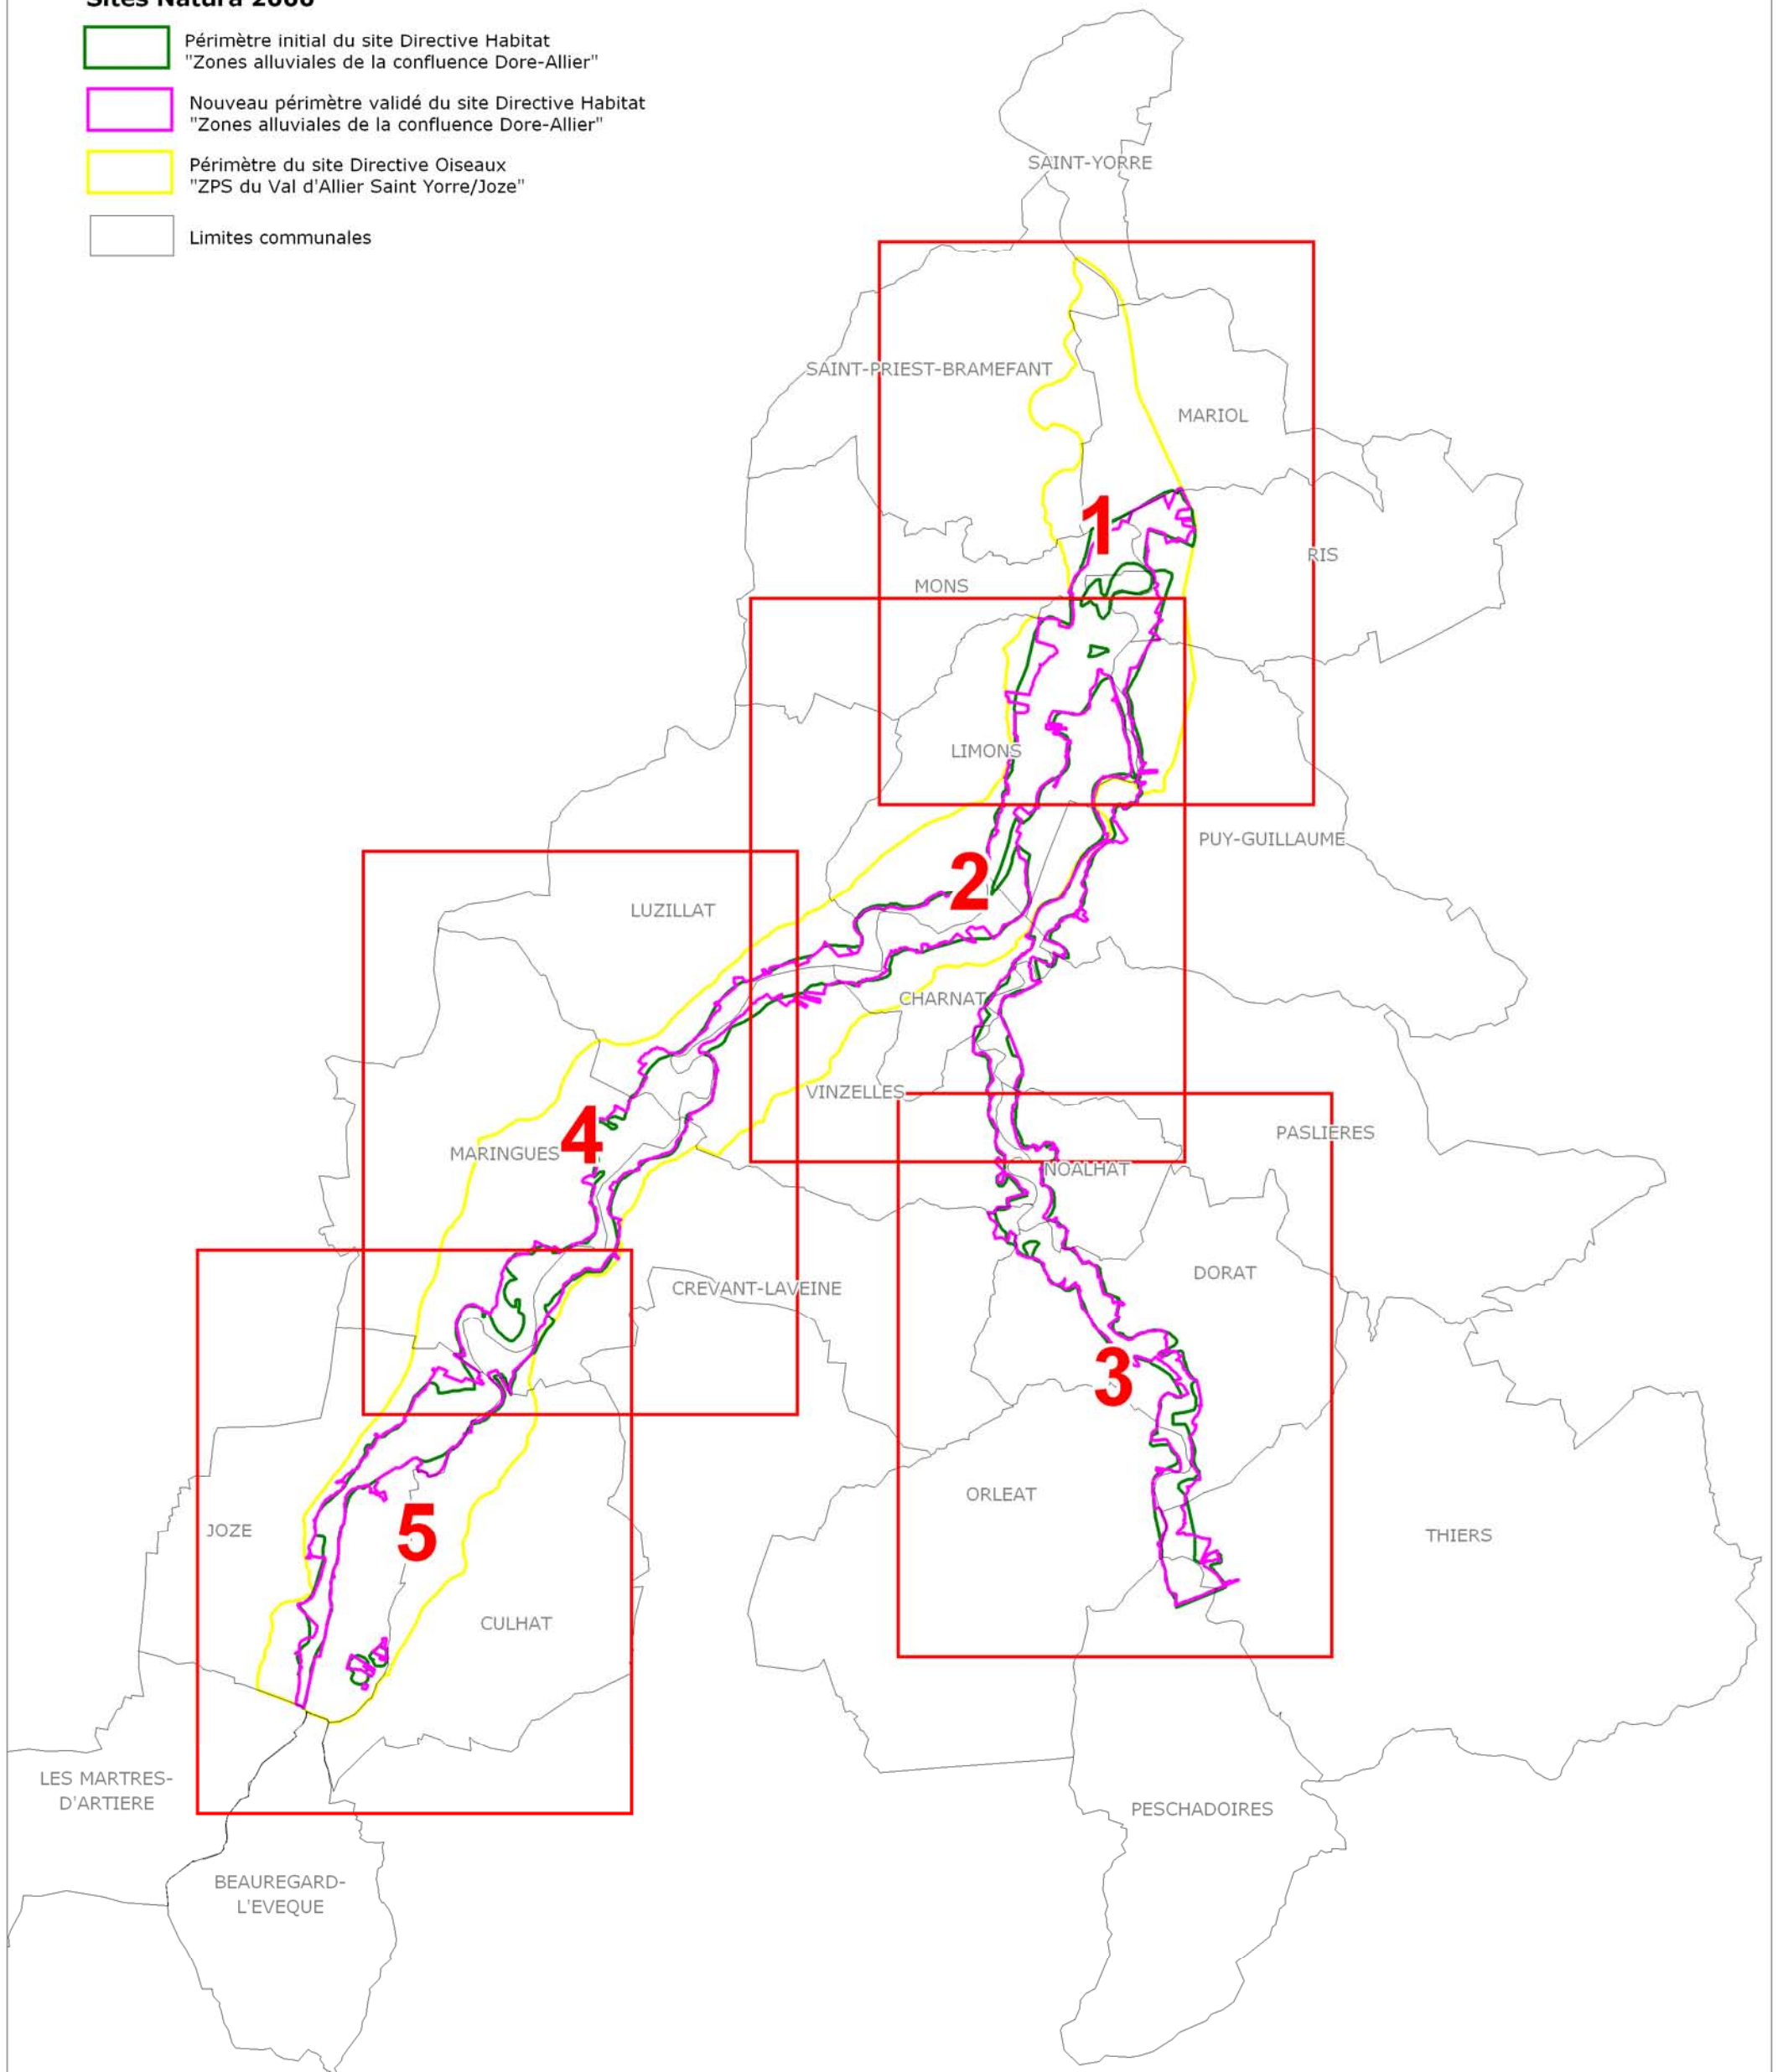 Sites Natura 2000
Périmètre initial du site Directive Habitat
"Zones alluviales de la confluence Dore-Allier"
Nouveau périmètre validé du site Directive Habitat
"Zones alluviales de la confluence Dore-Allier"
Périmètre du site Directive Oiseaux
"ZPS du Val d'Allier Saint Yorre/Joze"
Limites communales
SAINT-YORRE
SAINT-PRIEST-BRAMEFANT
MARIOL
1
RIS
MONS
LIMONS
PUY-GUILLAUME
2
LUZILLAT
CHARNAT
VINZELLES
4
MARINGUES
PASLIERES
NOALHAT
DORAT
CREVANT-LAVEINE
3
ORLEAT
5
JOZE
THIERS
CULHAT
LES MARTRES-
D'ARTIERE
PESCHADOIRES
BEAUREGARD-
L'EVEQUE